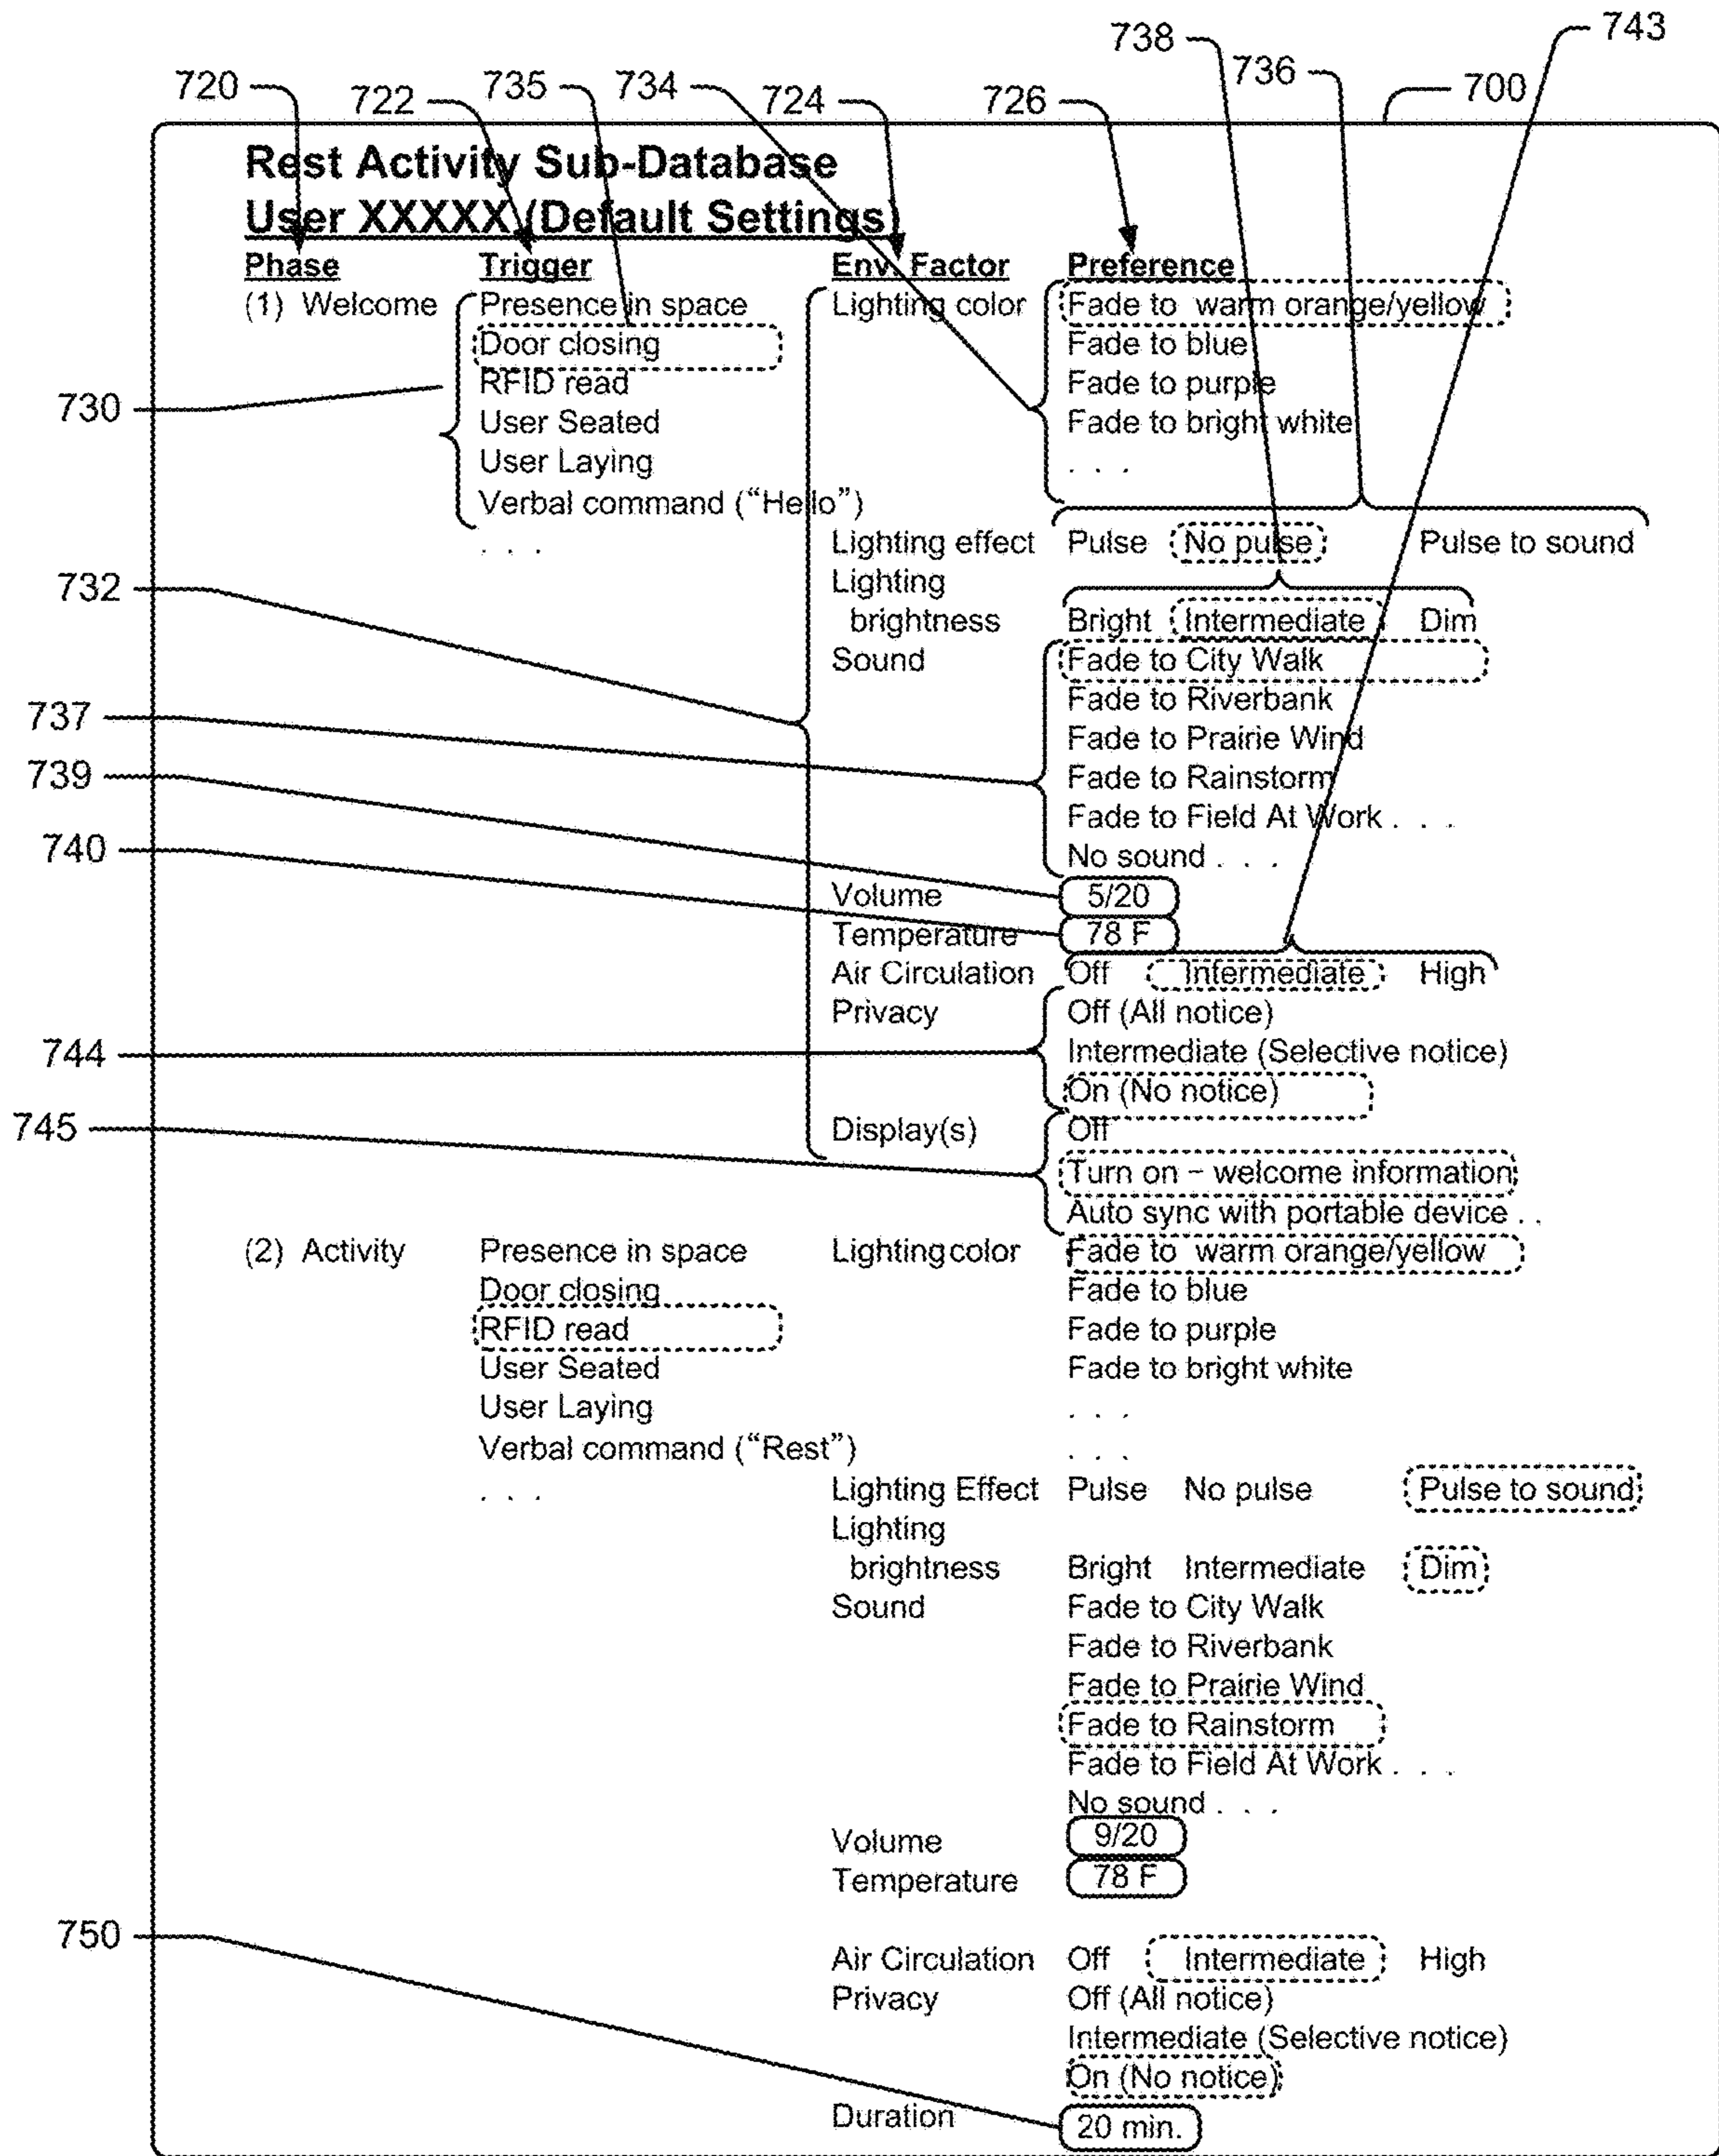 738 743
720 722 735 734 724 726 736 700
Rest Activity Sub-Database
User XXXXX (Default Settings)
Phase Trigger Env. Factor Preference
(1) Welcome Presence in space Lighting color Fade to warm orange/yellow
Door closing Fade to blue
730 RFID read Fade to purple
User Seated Fade to bright white
User Laying . . .
Verbal command ("Hello")
. . . Lighting effect Pulse No pulse Pulse to sound
732 Lighting
brightness Bright Intermediate Dim
Sound Fade to City Walk
Fade to Riverbank
737 Fade to Prairie Wind
739 Fade to Rainstorm
Fade to Field At Work . . .
740 No sound . . .
Volume 5/20
Temperature 78 F
Air Circulation Off Intermediate High
Privacy Off (All notice)
744 Intermediate (Selective notice)
On (No notice)
745 Display(s) Off
Turn on – welcome information
Auto sync with portable device . .
(2) Activity Presence in space Lighting color Fade to warm orange/yellow
Door closing Fade to blue
RFID read Fade to purple
User Seated Fade to bright white
User Laying . . .
Verbal command ("Rest") . . .
. . . Lighting Effect Pulse No pulse Pulse to sound
Lighting
brightness Bright Intermediate Dim
Sound Fade to City Walk
Fade to Riverbank
Fade to Prairie Wind
Fade to Rainstorm
Fade to Field At Work . . .
No sound . . .
Volume 9/20
Temperature 78 F
750 Air Circulation Off Intermediate High
Privacy Off (All notice)
Intermediate (Selective notice)
On (No notice)
Duration 20 min.